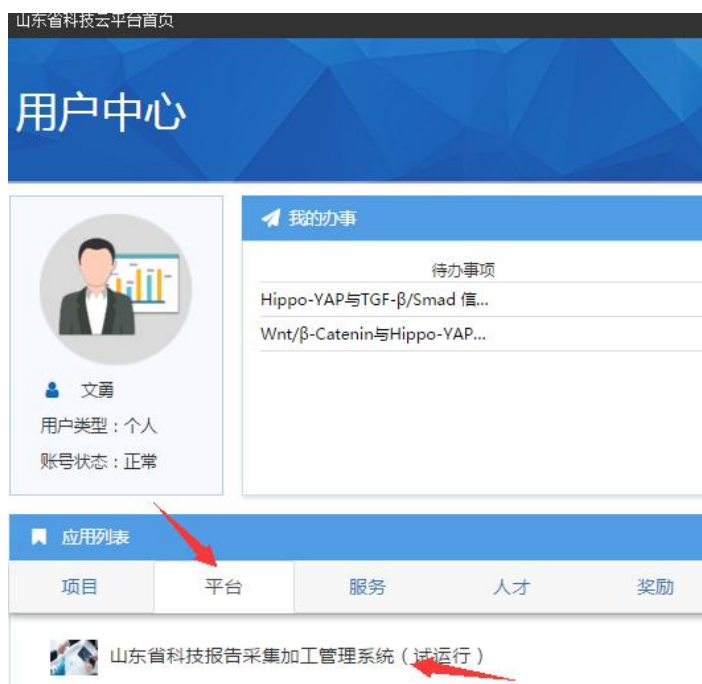 山东省科技云平台首页
用户中心
我的办事
待办事项
Hippo-YAP与TGF-β/Smad 信...
Wnt/β-Catenin与Hippo-YAP...
文勇
用户类型：个人
账号状态：正常
应用列表
项目 平台 服务 人才 奖励
山东省科技报告采集加工管理系统（试运行）